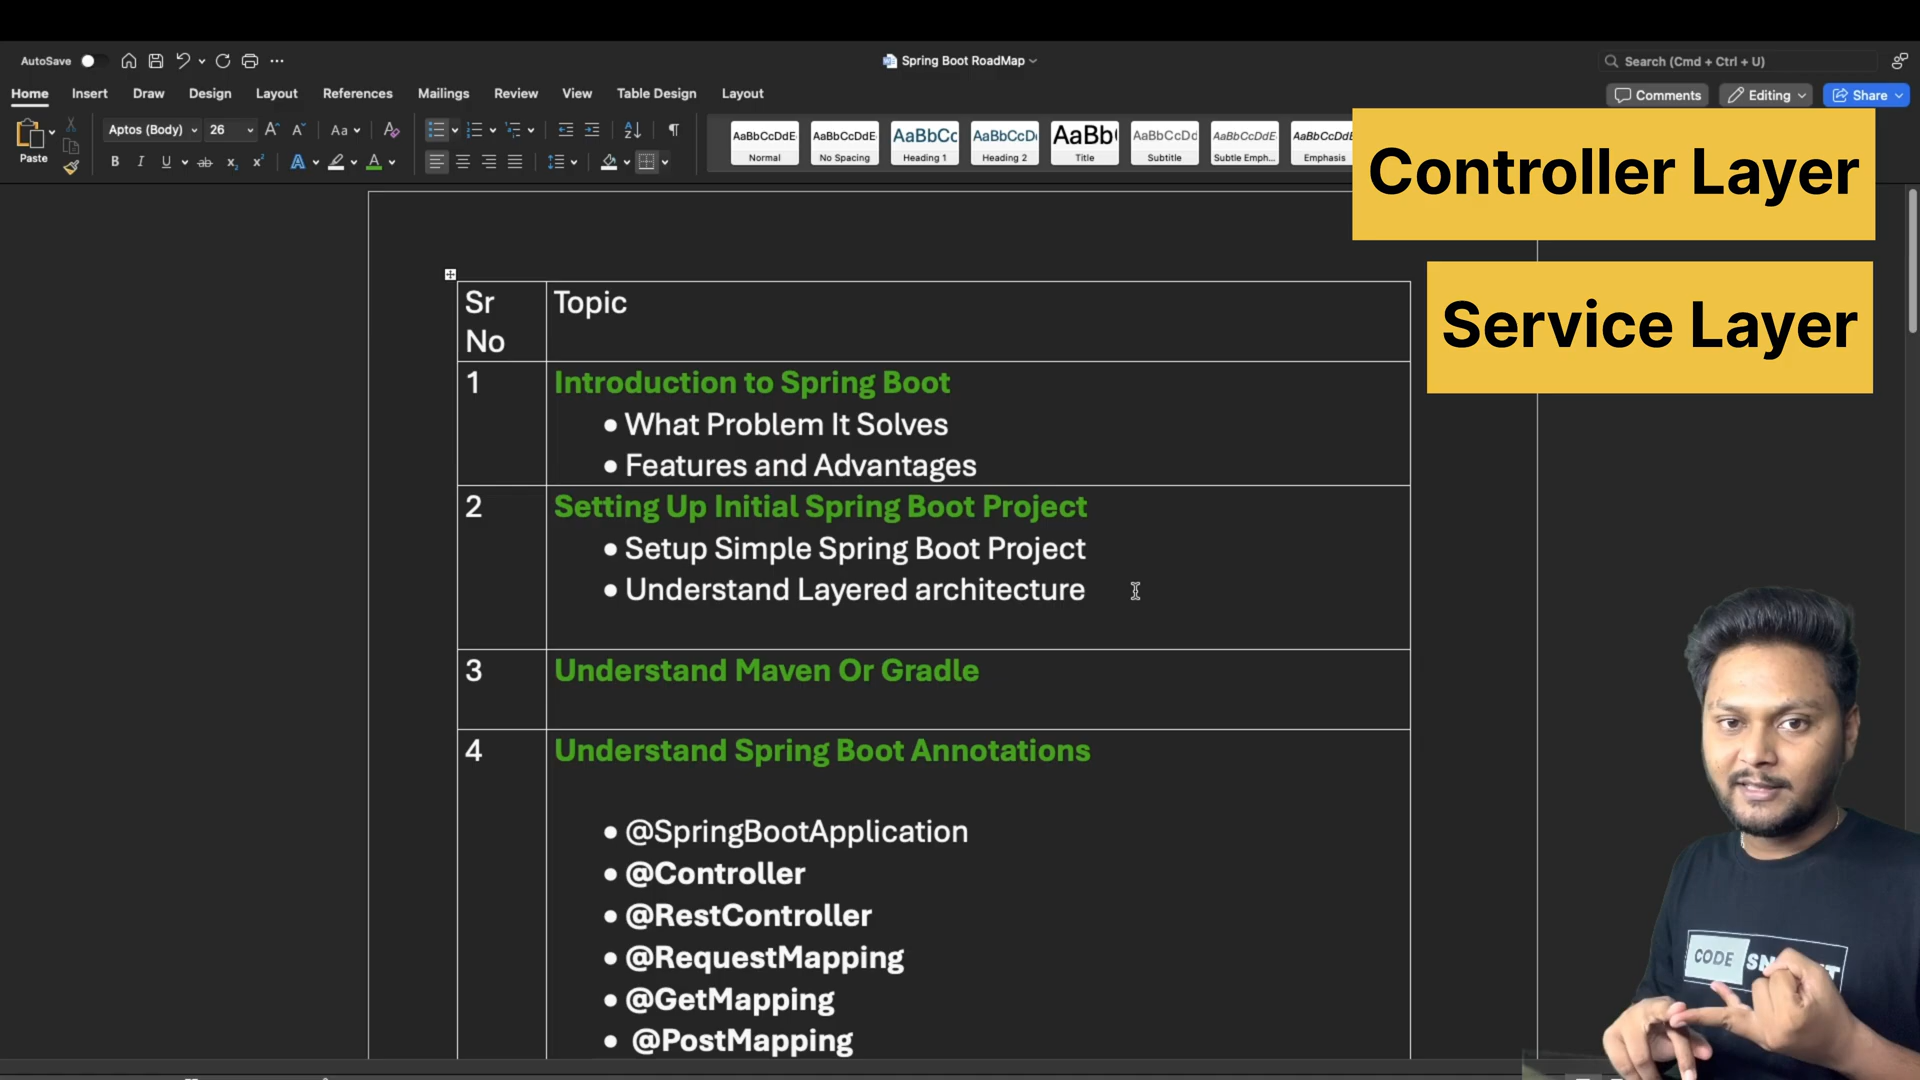 AutoSave
Spring Boot RoadMap
Search (Cmd + Ctrl + U)
Home Insert Draw Design Layout References Mailings Review View Table Design Layout
Comments Editing Share
Paste
Aptos (Body) 26
AaBbCcDdE AaBbCcDdE AaBbCc AaBbCcD AaBb AaBbCcDd AaBbCcDdE AaBbCcDdE
Normal No Spacing Heading 1 Heading 2 Title Subtitle Subtle Emph... Emphasis
Controller Layer
Service Layer
Sr No
Topic
1
Introduction to Spring Boot
• What Problem It Solves
• Features and Advantages
2
Setting Up Initial Spring Boot Project
• Setup Simple Spring Boot Project
• Understand Layered architecture
3
Understand Maven Or Gradle
4
Understand Spring Boot Annotations
• @SpringBootApplication
• @Controller
• @RestController
• @RequestMapping
• @GetMapping
• @PostMapping
CODE